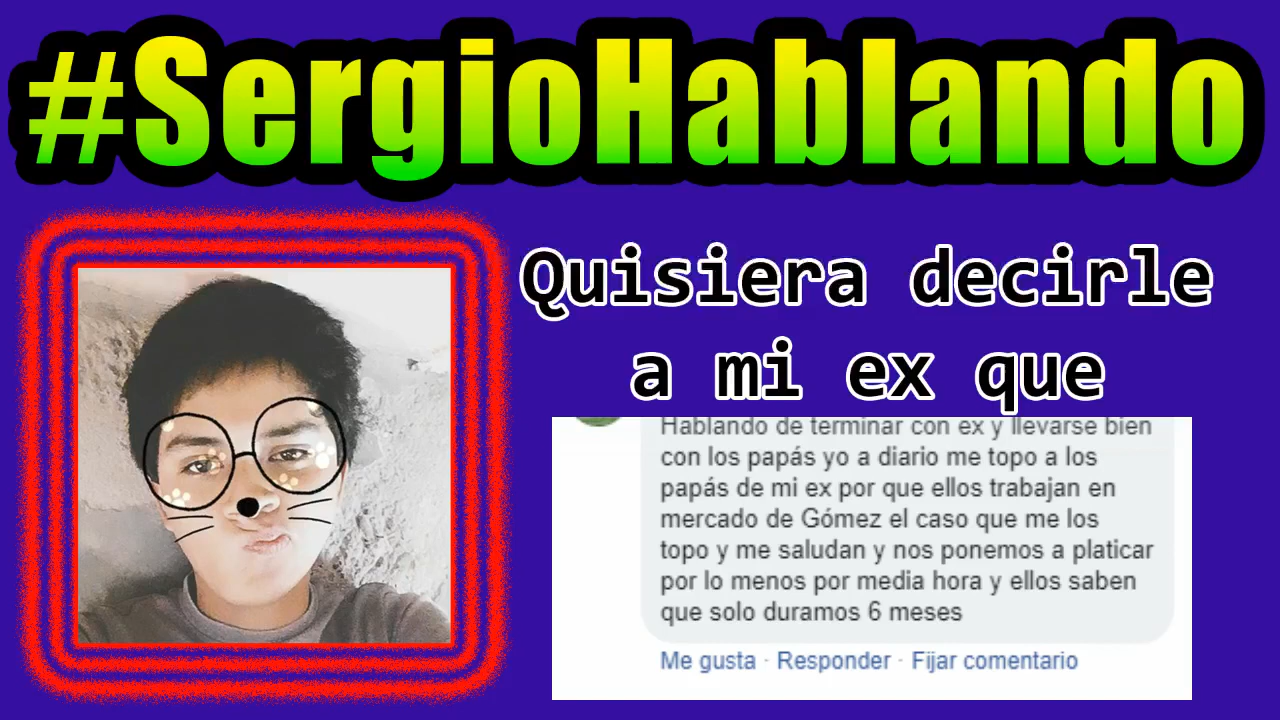 #SergioHablando
Quisiera decirle
a mi ex que
Hablando de terminar con ex y llevarse bien
con los papás yo a diario me topo a los
papás de mi ex por que ellos trabajan en
mercado de Gómez el caso que me los
topo y me saludan y nos ponemos a platicar
por lo menos por media hora y ellos saben
que solo duramos 6 meses
Me gusta · Responder · Fijar comentario